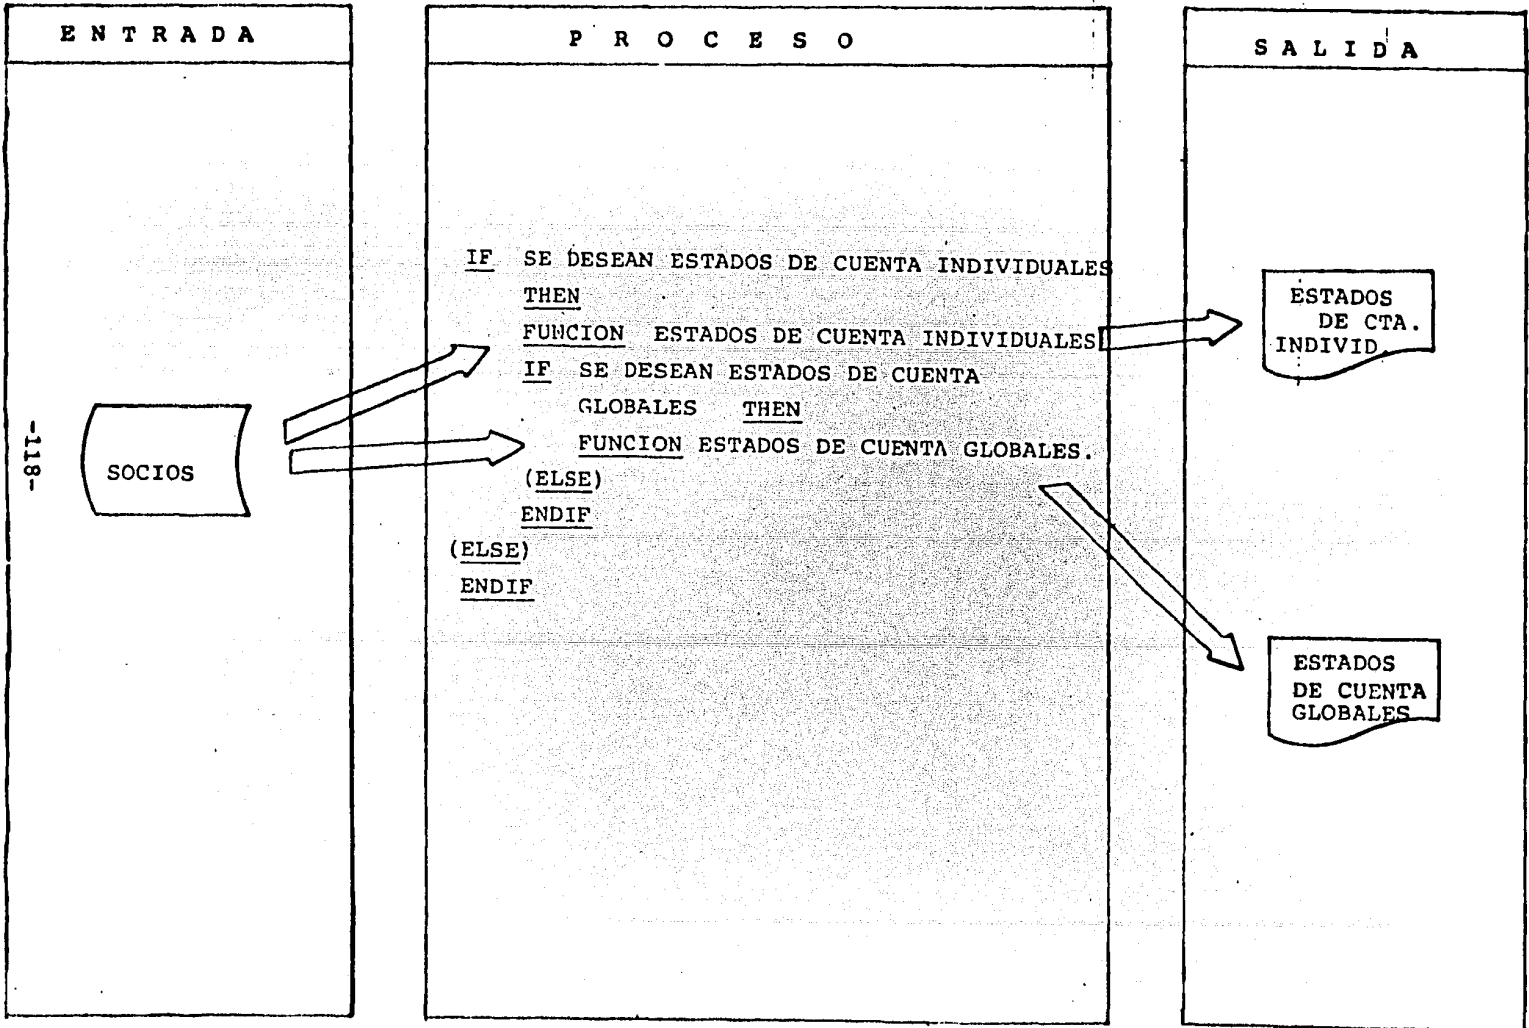 E N T R A D A
P R O C E S O
S A L I D A
IF SE DESEAN ESTADOS DE CUENTA INDIVIDUALES
THEN
FUNCION ESTADOS DE CUENTA INDIVIDUALES
IF SE DESEAN ESTADOS DE CUENTA
GLOBALES THEN
FUNCION ESTADOS DE CUENTA GLOBALES.
(ELSE)
ENDIF
(ELSE)
ENDIF
SOCIOS
ESTADOS
DE CTA.
INDIVID.
ESTADOS
DE CUENTA
GLOBALES
-118-